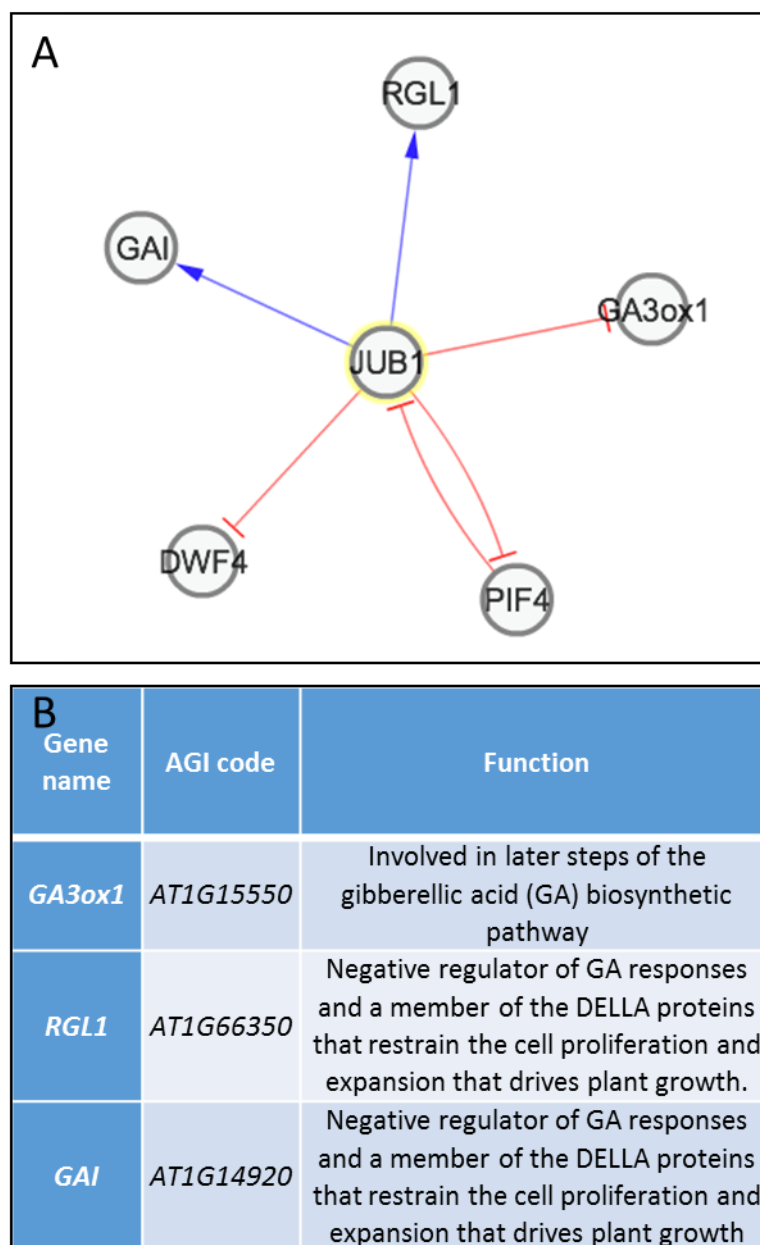 A
RGL1
GAI
GA3ox1
JUB1
DWF4
PIF4
B
Gene
name
AGI code
Function
GA3ox1
AT1G15550
Involved in later steps of the
gibberellic acid (GA) biosynthetic
pathway
RGL1
AT1G66350
Negative regulator of GA responses
and a member of the DELLA proteins
that restrain the cell proliferation and
expansion that drives plant growth.
GAI
AT1G14920
Negative regulator of GA responses
and a member of the DELLA proteins
that restrain the cell proliferation and
expansion that drives plant growth